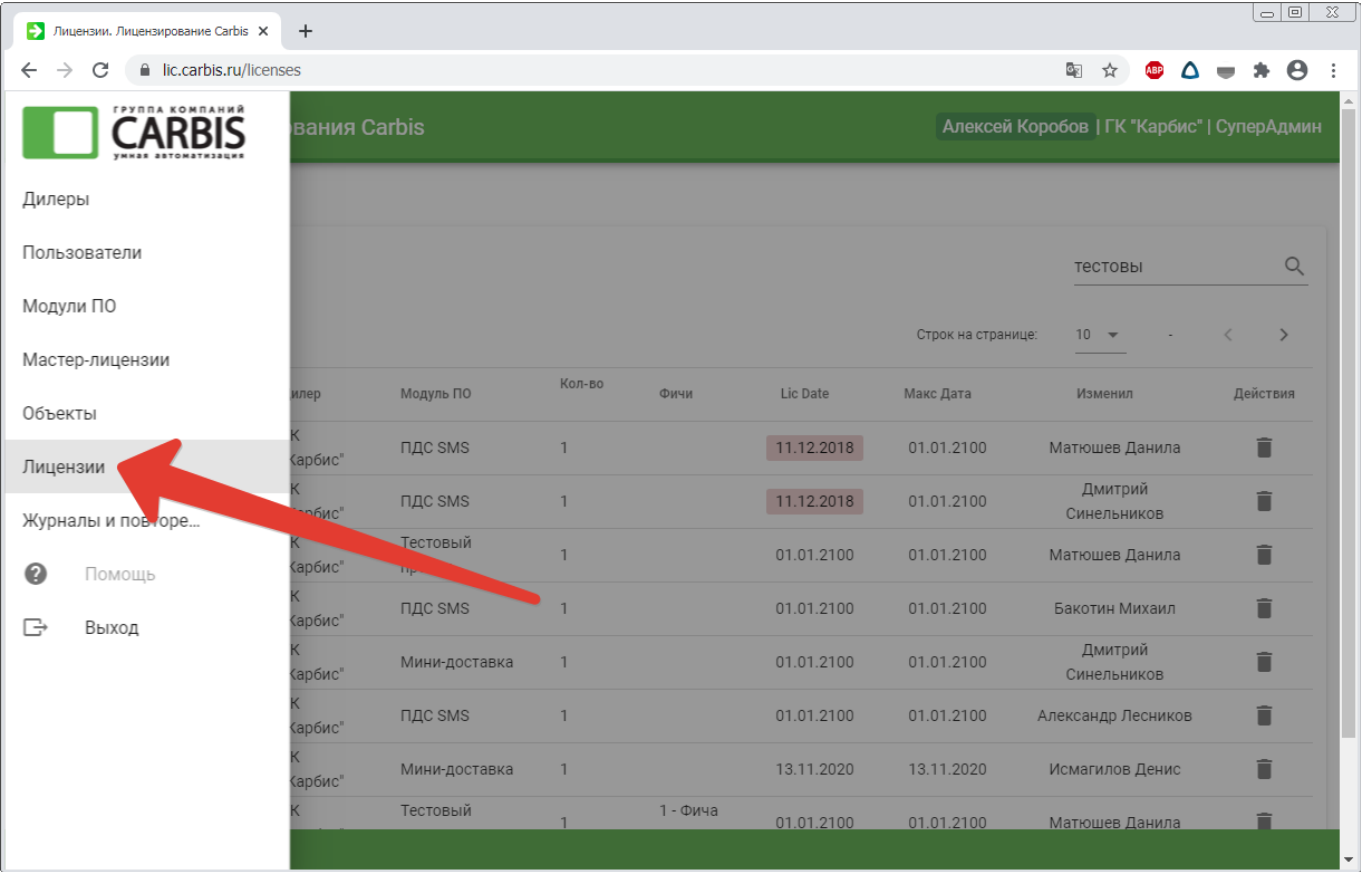 Лицензии. Лицензирование Carbis
lic.carbis.ru/licenses
ABP
ГРУППА КОМПАНИЙ
CARBIS
умная автоматизация
вания Carbis
Алексей Коробов | ГК "Карбис" | СуперАдмин
Дилеры
Пользователи
Модули ПО
Мастер-лицензии
Объекты
Лицензии
Журналы и повторе...
Помощь
Выход
тестовы
Строк на странице: 10 -
илер Модуль ПО Кол-во Фичи Lic Date Макс Дата Изменил Действия
К
Карбис" ПДС SMS 1 11.12.2018 01.01.2100 Матюшев Данила
К
Карбис" ПДС SMS 1 11.12.2018 01.01.2100 Дмитрий
Синельников
К
Карбис" Тестовый 1 01.01.2100 01.01.2100 Матюшев Данила
К
Карбис" ПДС SMS 1 01.01.2100 01.01.2100 Бакотин Михаил
К
Карбис" Мини-доставка 1 01.01.2100 01.01.2100 Дмитрий
Синельников
К
Карбис" ПДС SMS 1 01.01.2100 01.01.2100 Александр Лесников
К
Карбис" Мини-доставка 1 13.11.2020 13.11.2020 Исмагилов Денис
К
Тестовый 1 1 - Фича 01.01.2100 01.01.2100 Матюшев Данила